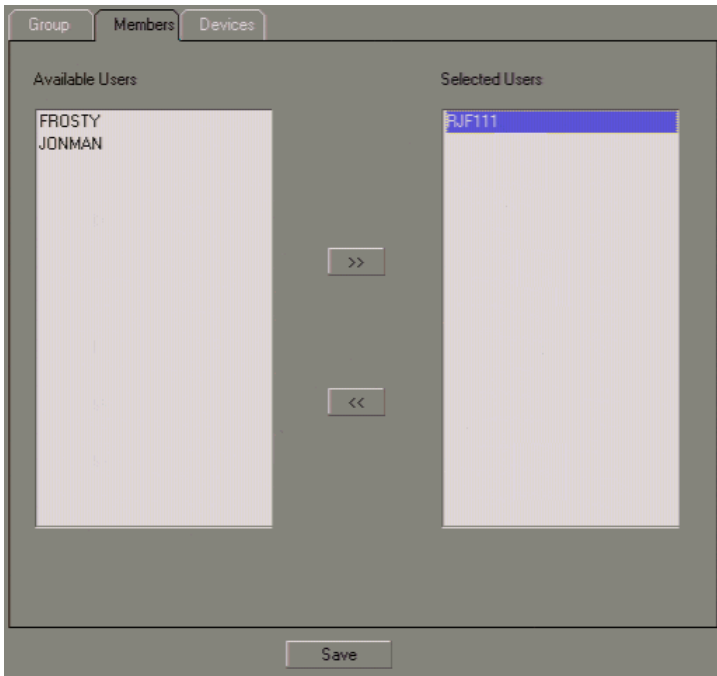 Group Members Devices
Available Users
FROSTY
JONMAN
>>
<<
Selected Users
RJF111
Save